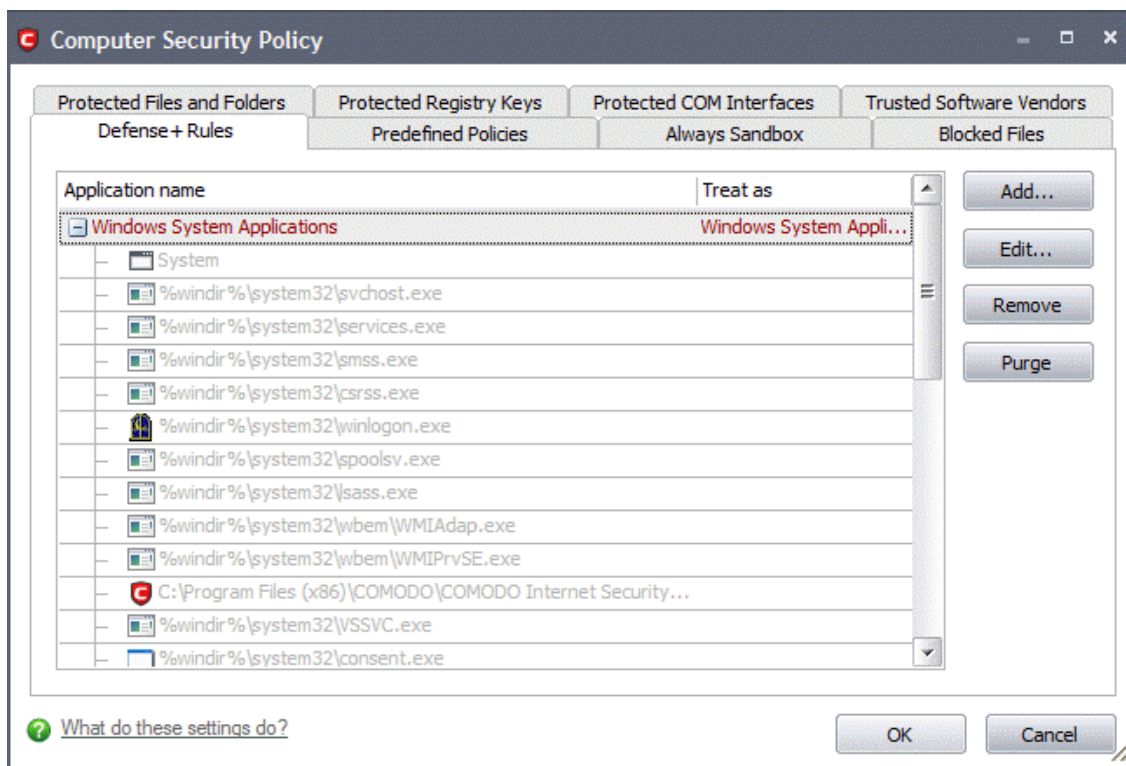 Computer Security Policy
Protected Files and Folders Protected Registry Keys Protected COM Interfaces Trusted Software Vendors
Defense+ Rules Predefined Policies Always Sandbox Blocked Files
Application name Treat as
Add...
Windows System Applications Windows System Appli...
System
Edit...
%windir%\system32\svchost.exe
Remove
%windir%\system32\services.exe
%windir%\system32\smss.exe
Purge
%windir%\system32\csrss.exe
%windir%\system32\winlogon.exe
%windir%\system32\spoolsv.exe
%windir%\system32\lsass.exe
%windir%\system32\wbem\WMIAdap.exe
%windir%\system32\wbem\WMIPrvSE.exe
C:\Program Files (x86)\COMODO\COMODO Internet Security...
%windir%\system32\VSSVC.exe
%windir%\system32\consent.exe
What do these settings do?
OK Cancel